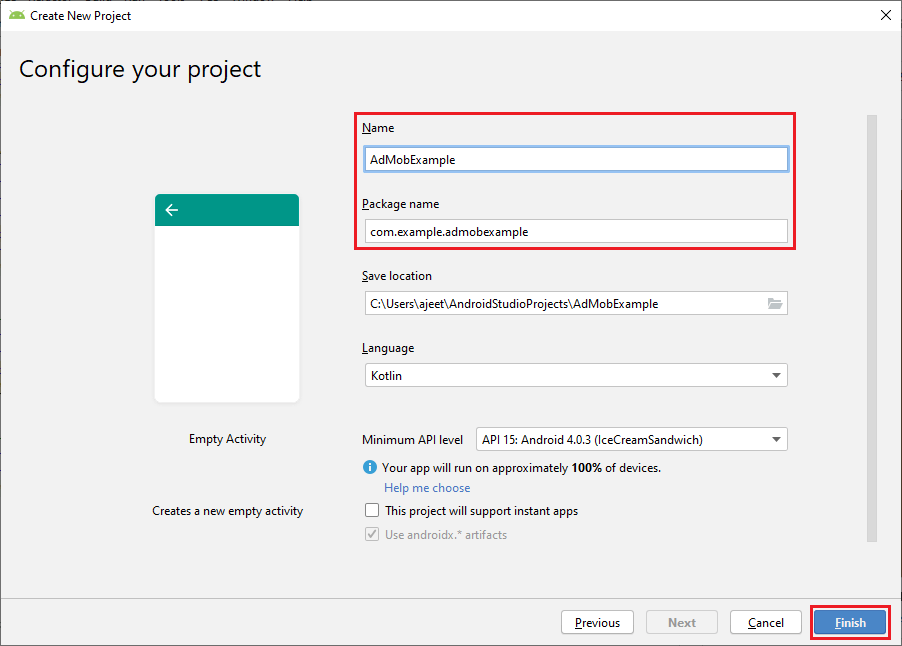 Create New Project
Configure your project
Name
AdMobExample
Package name
com.example.admobexample
Save location
C:\Users\ajeet\AndroidStudioProjects\AdMobExample
Language
Kotlin
Empty Activity
Minimum API level API 15: Android 4.0.3 (IceCreamSandwich)
Your app will run on approximately 100% of devices.
Help me choose
Creates a new empty activity
This project will support instant apps
Use androidx.* artifacts
Previous Next Cancel Finish